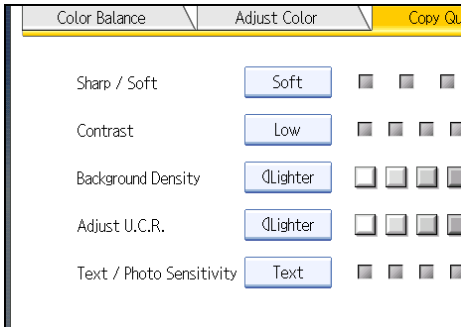 Color Balance Adjust Color Copy Qu
Sharp / Soft Soft
Contrast Low
Background Density Lighter
Adjust U.C.R. Lighter
Text / Photo Sensitivity Text